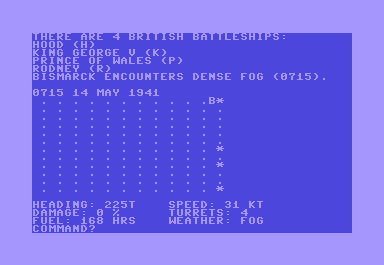 THERE ARE 4 BRITISH BATTLESHIPS:
HOOD (H)
KING GEORGE V (K)
PRINCE OF WALES (P)
RODNEY (R)
BISMARCK ENCOUNTERS DENSE FOG (0715).
0715 14 MAY 1941
. . . . . . . . . . .B*
. . . . . . . . . . . .
. . . . . . . . . . . .
. . . . . . . . . . . .
. . . . . . . . . . . .
. . . . . . . . . . . .
. . . . . . . . . . . *
. . . . . . . . . . . .
. . . . . . . . . . . *
. . . . . . . . . . . .
. . . . . . . . . . . .
. . . . . . . . . . . *
HEADING: 225T SPEED: 31 KT
DAMAGE: 0 % TURRETS: 4
FUEL: 168 HRS WEATHER: FOG
COMMAND?